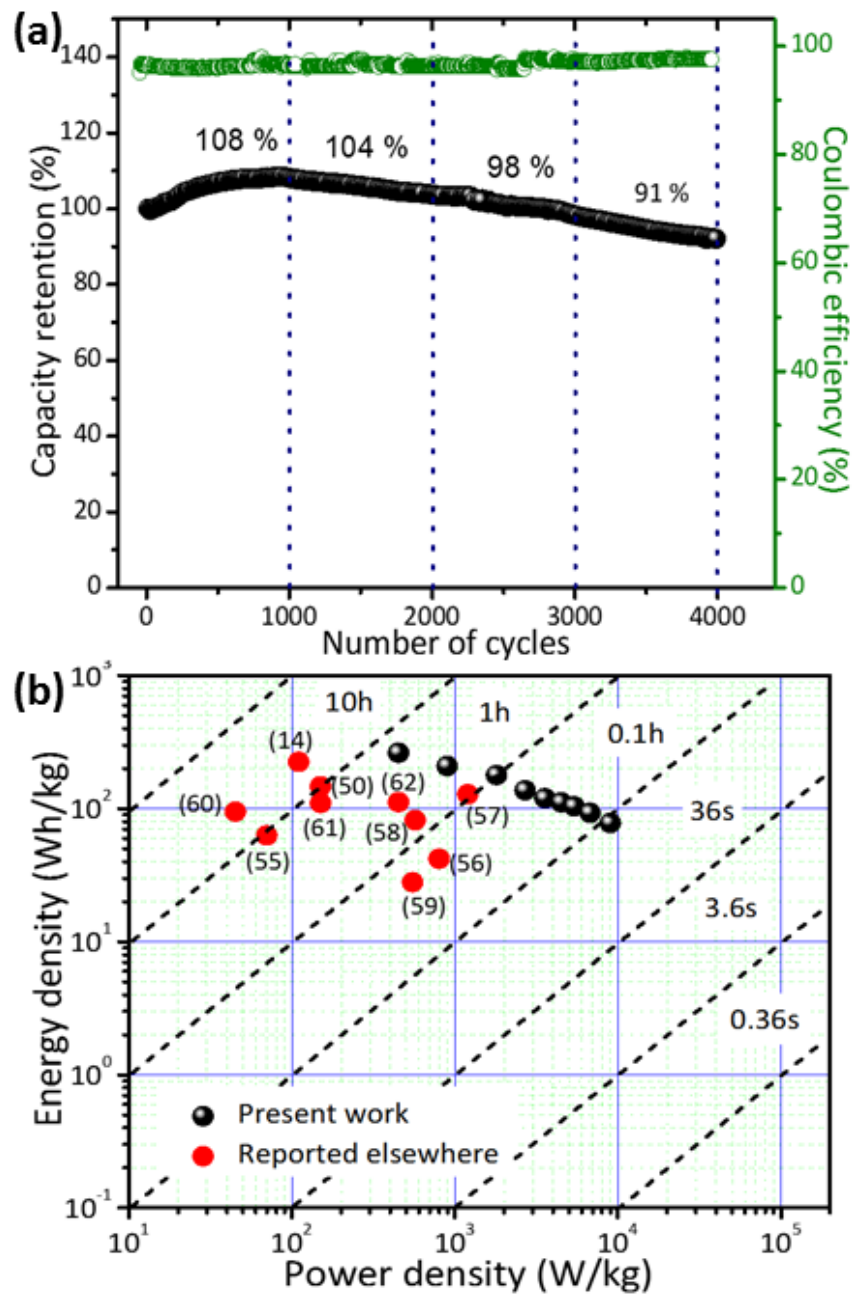 (a)
140
120
100
80
60
40
20
0
Capacity retention (%)
108 %
104 %
98 %
91 %
100
80
60
40
20
0
Coulombic efficiency (%)
0 1000 2000 3000 4000
Number of cycles
(b)
10³
10²
10¹
10⁰
10⁻¹
Energy density (Wh/kg)
10h
1h
0.1h
36s
3.6s
0.36s
(14)
(60)
(50)
(62)
(57)
(61)
(58)
(55)
(56)
(59)
Present work
Reported elsewhere
10¹ 10² 10³ 10⁴ 10⁵
Power density (W/kg)